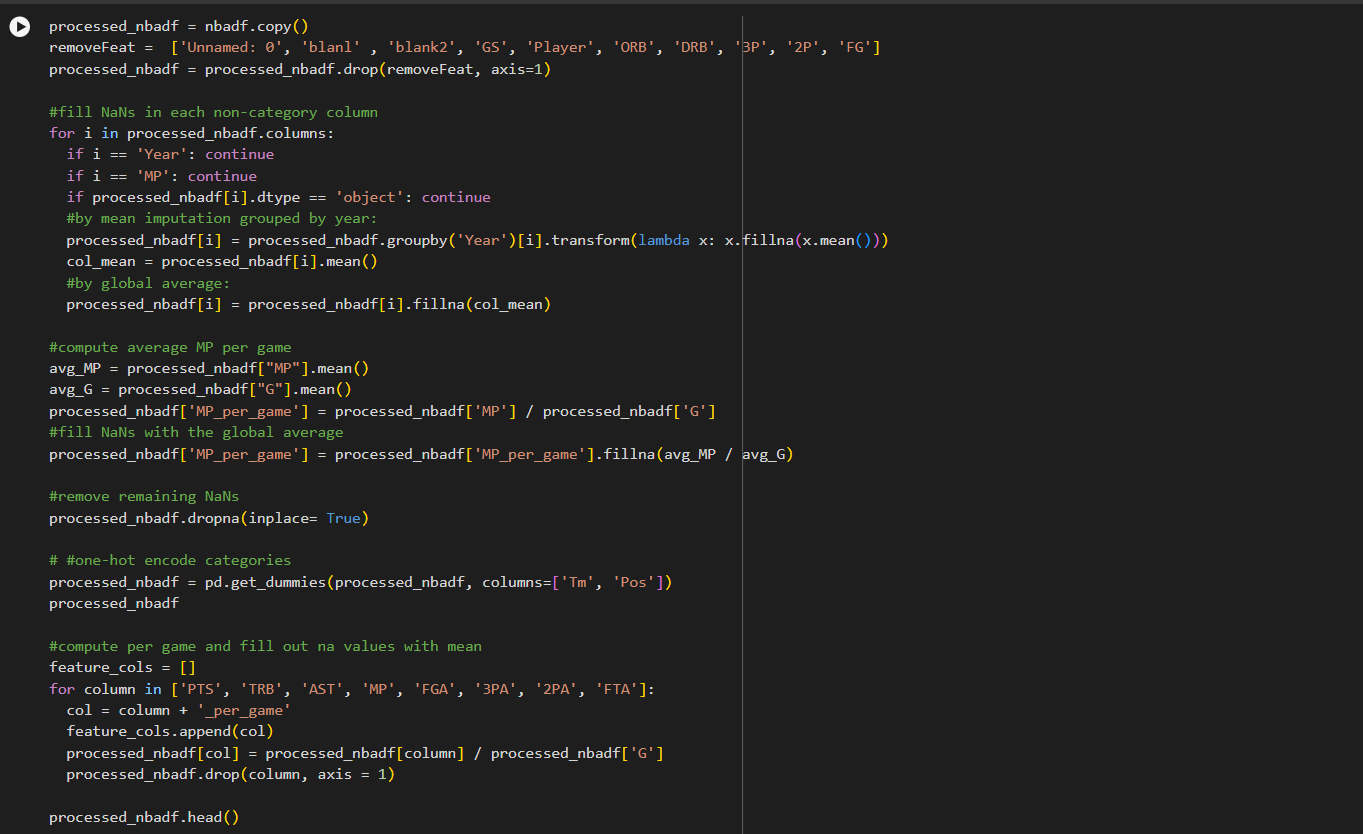 processed_nbadf = nbadf.copy()
removeFeat =  ['Unnamed: 0', 'blanl' , 'blank2', 'GS', 'Player', 'ORB', 'DRB', '3P', '2P', 'FG']
processed_nbadf = processed_nbadf.drop(removeFeat, axis=1)

#fill NaNs in each non-category column
for i in processed_nbadf.columns:
  if i == 'Year': continue
  if i == 'MP': continue
  if processed_nbadf[i].dtype == 'object': continue
  #by mean imputation grouped by year:
  processed_nbadf[i] = processed_nbadf.groupby('Year')[i].transform(lambda x: x.fillna(x.mean()))
  col_mean = processed_nbadf[i].mean()
  #by global average:
  processed_nbadf[i] = processed_nbadf[i].fillna(col_mean)

#compute average MP per game
avg_MP = processed_nbadf["MP"].mean()
avg_G = processed_nbadf["G"].mean()
processed_nbadf['MP_per_game'] = processed_nbadf['MP'] / processed_nbadf['G']
#fill NaNs with the global average
processed_nbadf['MP_per_game'] = processed_nbadf['MP_per_game'].fillna(avg_MP / avg_G)

#remove remaining NaNs
processed_nbadf.dropna(inplace= True)

# #one-hot encode categories
processed_nbadf = pd.get_dummies(processed_nbadf, columns=['Tm', 'Pos'])
processed_nbadf

#compute per game and fill out na values with mean
feature_cols = []
for column in ['PTS', 'TRB', 'AST', 'MP', 'FGA', '3PA', '2PA', 'FTA']:
  col = column + '_per_game'
  feature_cols.append(col)
  processed_nbadf[col] = processed_nbadf[column] / processed_nbadf['G']
  processed_nbadf.drop(column, axis = 1)

processed_nbadf.head()